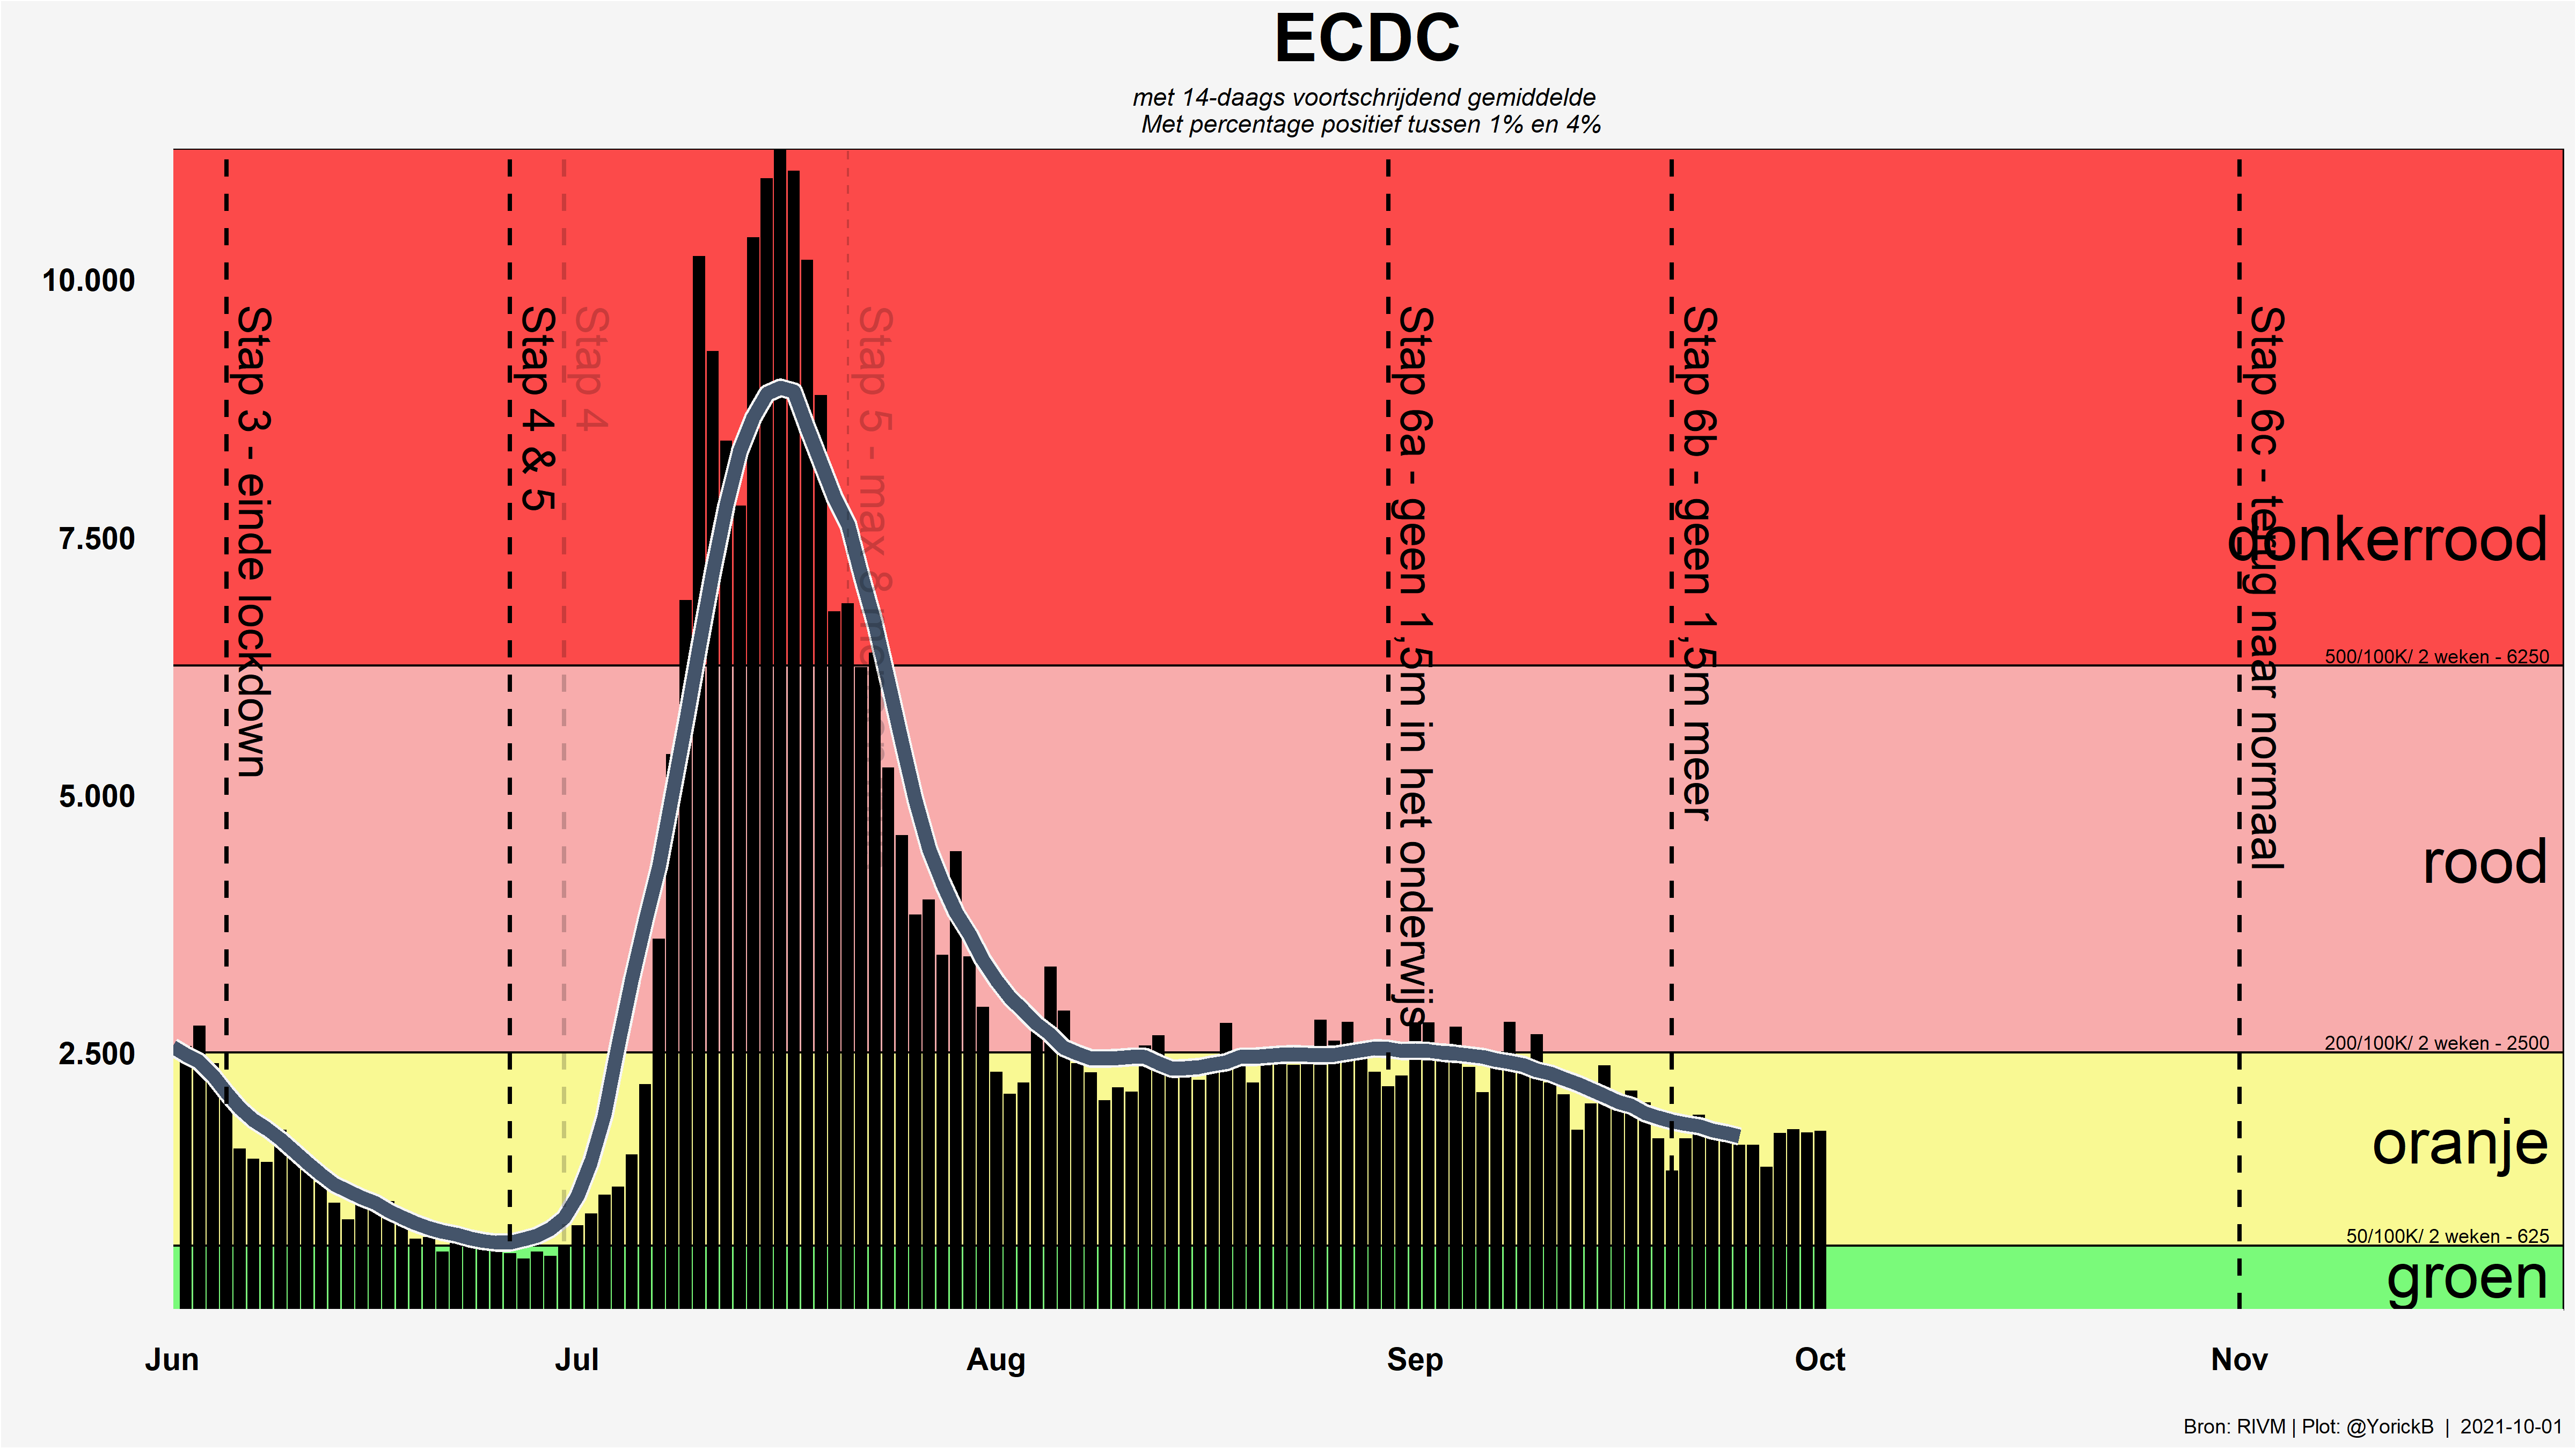 ECDC
met 14-daags voortschrijdend gemiddelde
Met percentage positief tussen 1% en 4%
10.000
7.500
5.000
2.500
Stap 3 - einde lockdown
Stap 4 & 5
Stap 4
Stap 5 - max 8
Stap 6a - geen 1,5m in het onderwijs
Stap 6b - geen 1,5m meer
Stap 6c - terug naar normaal
donkerrood
500/100K/ 2 weken - 6250
rood
200/100K/ 2 weken - 2500
oranje
50/100K/ 2 weken - 625
groen
Jun
Jul
Aug
Sep
Oct
Nov
Bron: RIVM | Plot: @YorickB | 2021-10-01